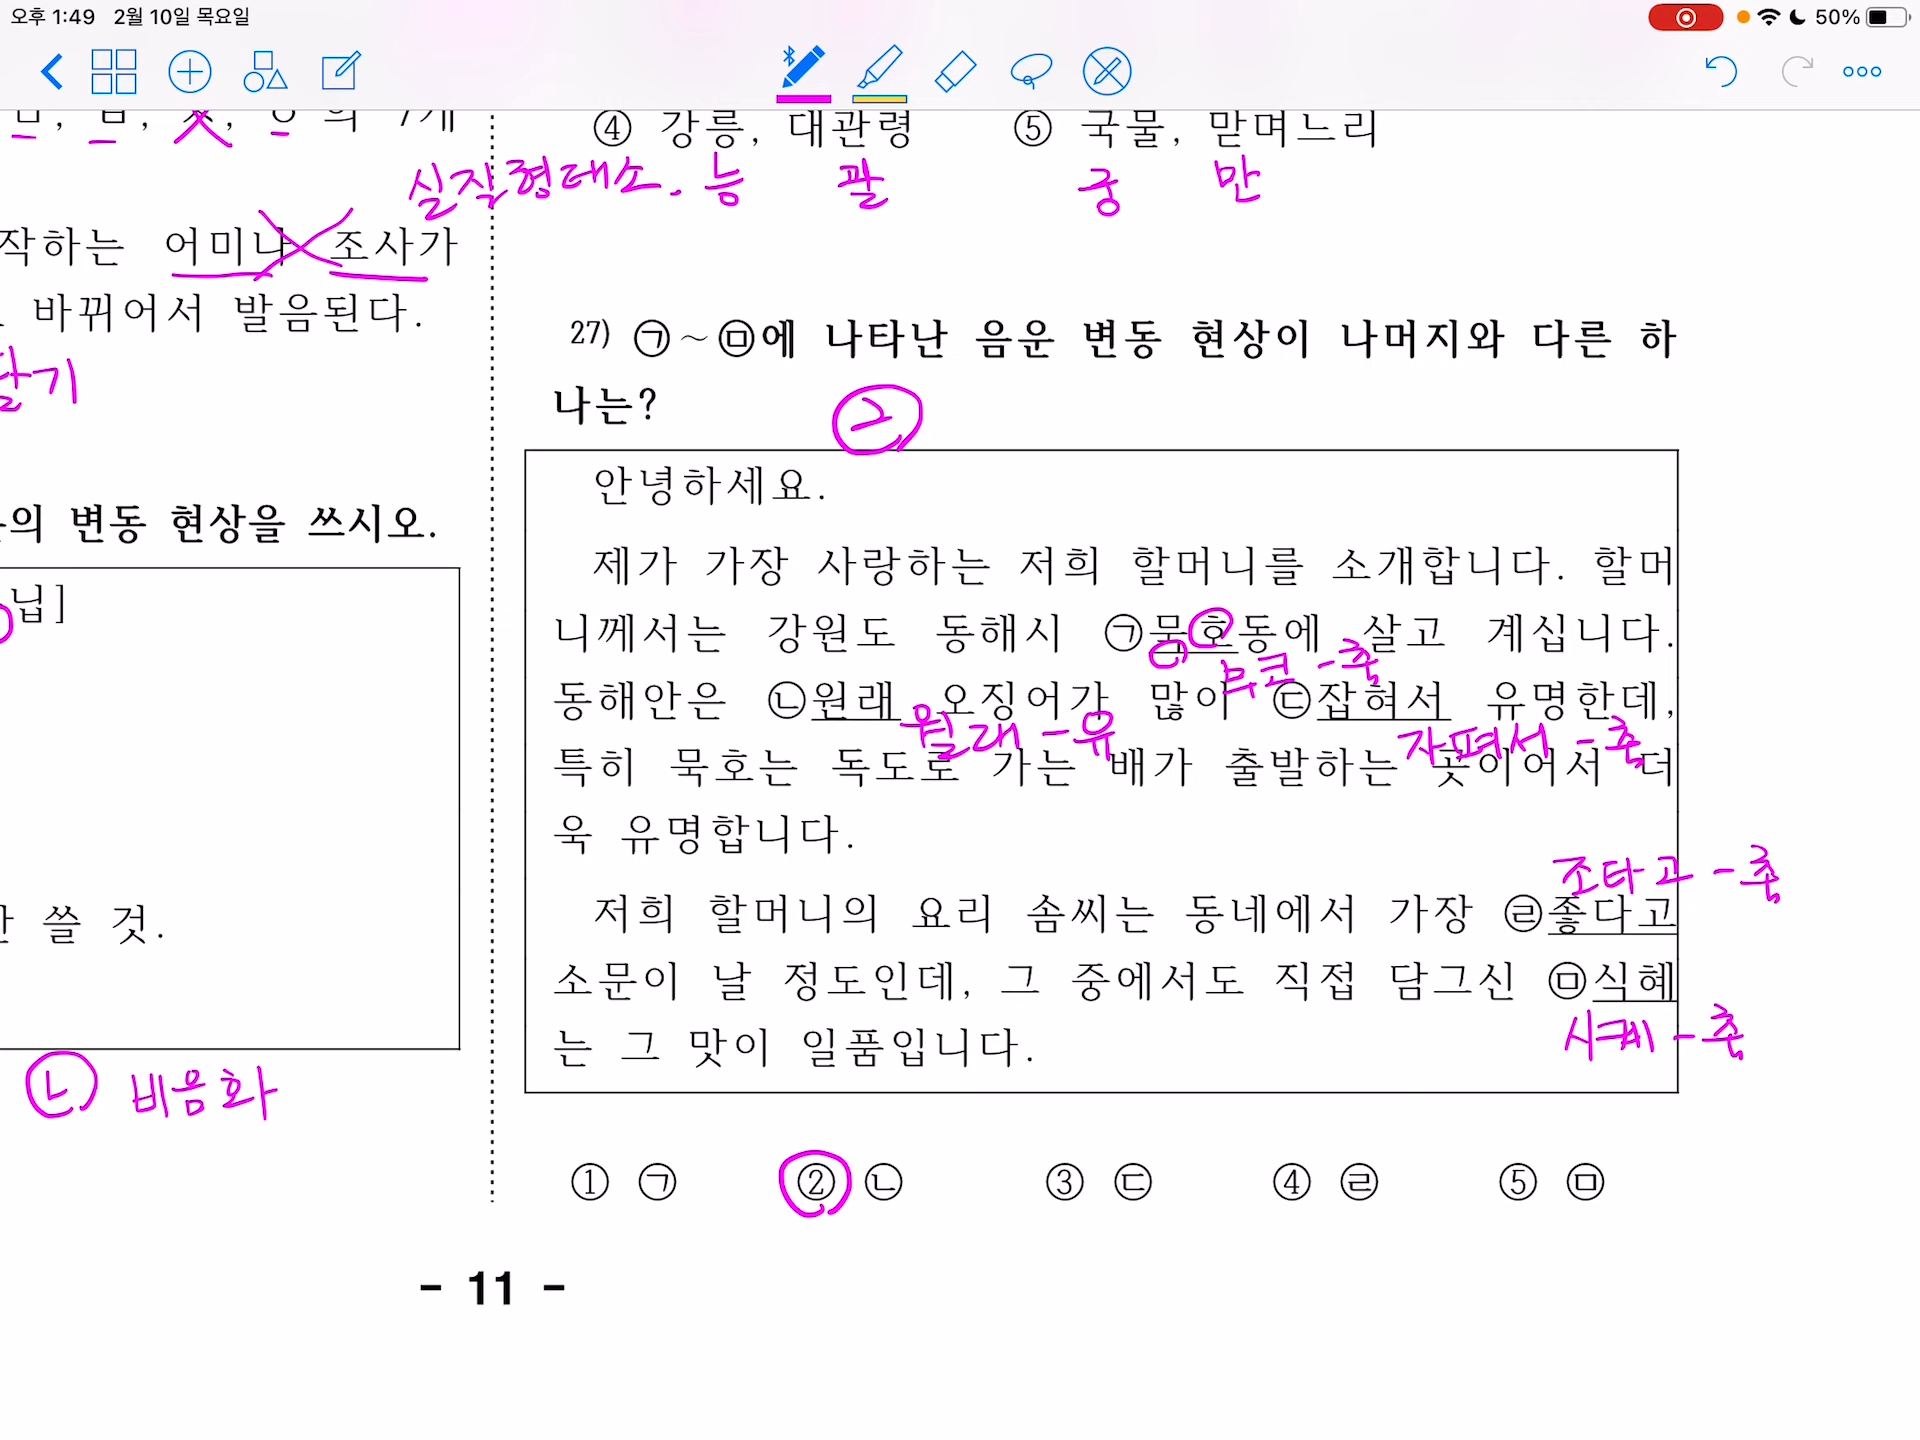 오후 1:49 2월 10일 목요일
50%
의 7개
작하는 어미나 조사가
바뀌어서 발음된다.
달기
의 변동 현상을 쓰시오.
닙]
쓸 것.
ㄴ 비음화
④ 강릉, 대관령 ⑤ 국물, 맏며느리
실직형태소. 능 괄 궁 만
27) ㉠~㉤에 나타난 음운 변동 현상이 나머지와 다른 하
나는?
2
안녕하세요.
제가 가장 사랑하는 저희 할머니를 소개합니다. 할머
니께서는 강원도 동해시 ㉠묵호동에 살고 계십니다.
무코 - 축
동해안은 ㉡원래 오징어가 많이 ㉢잡혀서 유명한데,
월래 - 유 자펴서 - 축
특히 묵호는 독도로 가는 배가 출발하는 곳이어서 더
욱 유명합니다.
조타고 - 축
저희 할머니의 요리 솜씨는 동네에서 가장 ㉣좋다고
소문이 날 정도인데, 그 중에서도 직접 담그신 ㉤식혜
시켸 - 축
는 그 맛이 일품입니다.
① ㉠ ② ㉡ ③ ㉢ ④ ㉣ ⑤ ㉤
- 11 -